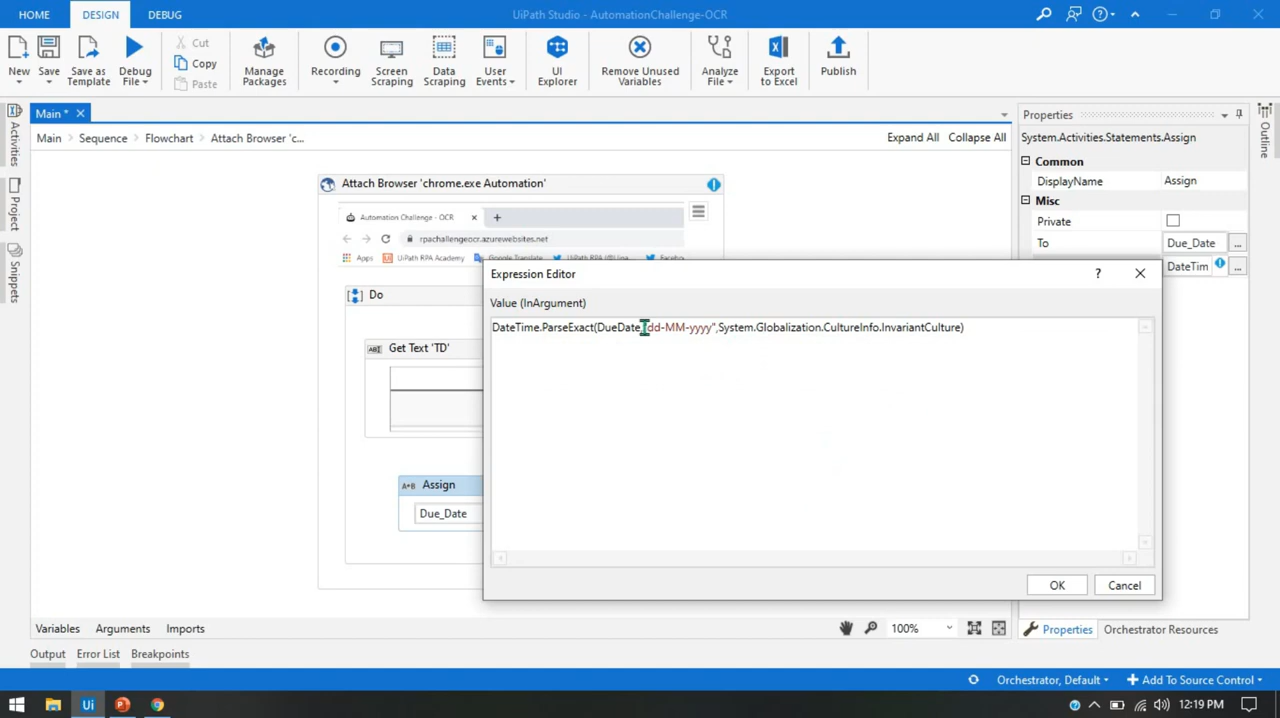 HOME
DESIGN
DEBUG
UiPath Studio - AutomationChallenge-OCR
New
Save
Save as
Template
Debug
File
Cut
Copy
Paste
Manage
Packages
Recording
Screen
Scraping
Data
Scraping
User
Events
UI
Explorer
Remove Unused
Variables
Analyze
File
Export
to Excel
Publish
Main *
Main
Sequence
Flowchart
Attach Browser 'c...
Expand All
Collapse All
Activities
Project
Snippets
Attach Browser 'chrome.exe Automation'
Automation Challenge - OCR
rpachallengeocr.azurewebsites.net
Apps
UiPath RPA Academy
Do
Get Text 'TD'
Assign
Due_Date
Expression Editor
Value (InArgument)
DateTime.ParseExact(DueDate, dd-MM-yyyy",System.Globalization.CultureInfo.InvariantCulture)
OK
Cancel
Properties
System.Activities.Statements.Assign
Common
DisplayName
Assign
Misc
Private
To
Due_Date
...
DateTim
...
Outline
Variables
Arguments
Imports
100%
Properties
Orchestrator Resources
Output
Error List
Breakpoints
Orchestrator, Default
Add To Source Control
Ui
12:19 PM